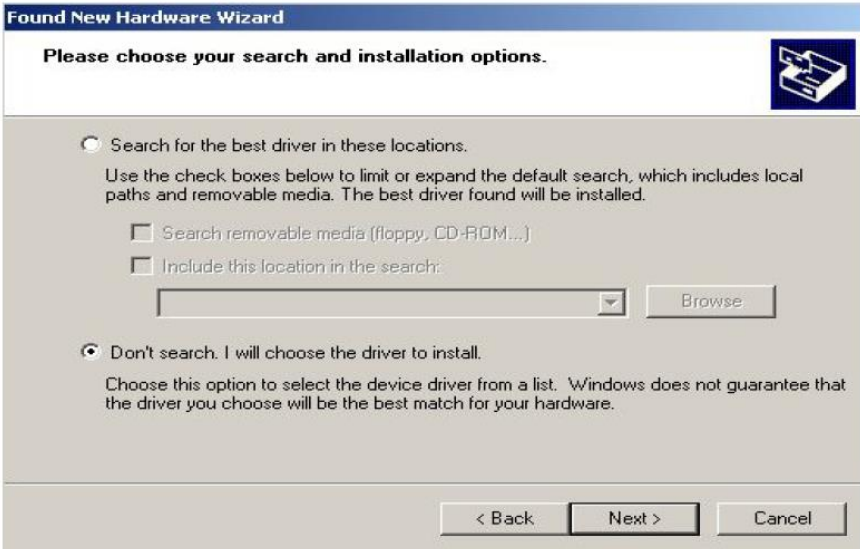 Found New Hardware Wizard
Please choose your search and installation options.
Search for the best driver in these locations.
Use the check boxes below to limit or expand the default search, which includes local
paths and removable media. The best driver found will be installed.
Search removable media (floppy, CD-ROM...)
Include this location in the search:
Browse
Don't search. I will choose the driver to install.
Choose this option to select the device driver from a list.  Windows does not guarantee that
the driver you choose will be the best match for your hardware.
< Back
Next >
Cancel